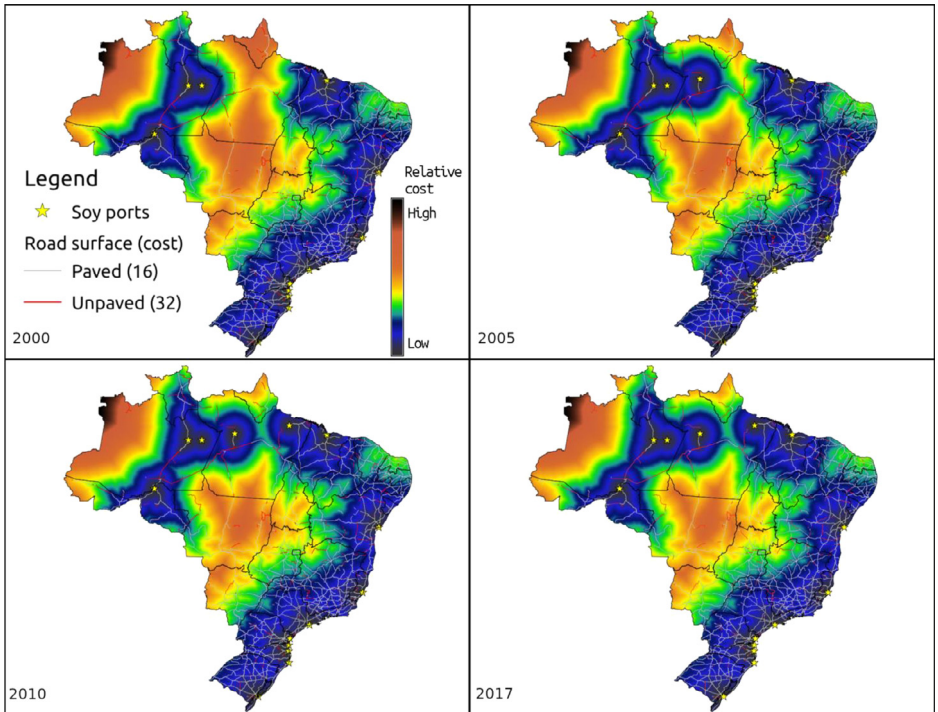 Legend
Soy ports
Road surface (cost)
Paved (16)
Unpaved (32)
Relative
cost
High
Low
2000
2005
2010
2017